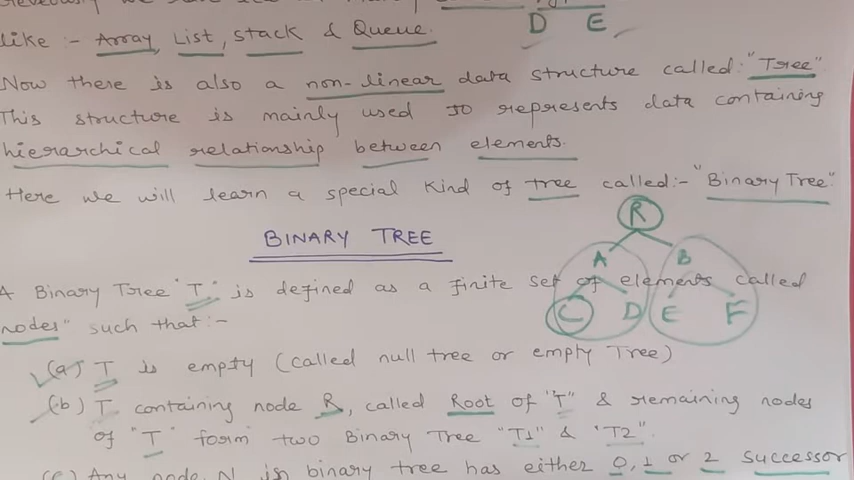 D E
like :- Array, List, Stack & Queue.
Now there is also a non-linear data structure called:- "Tree".
This structure is mainly used to represents data containing
hierarchical relationship between elements.
Here we will learn a special kind of tree called:- "Binary Tree"
R
BINARY TREE
A B
A Binary Tree "T" is defined as a finite set of elements called
C D E F
nodes" such that :-
(a) T is empty (called null tree or empty Tree)
(b) T containing node R, called Root of "T" & remaining nodes
of "T" form two Binary Tree "T1" & "T2".
(c) Any node N in binary tree has either 0, 1 or 2 Successor